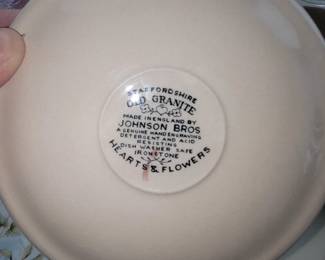 STAFFORDSHIRE
OLD GRANITE
MADE IN ENGLAND BY
JOHNSON BROS
A GENUINE HAND ENGRAVING
DETERGENT AND ACID
RESISTING
DISH WASHER SAFE
IRONSTONE
HEARTS & FLOWERS